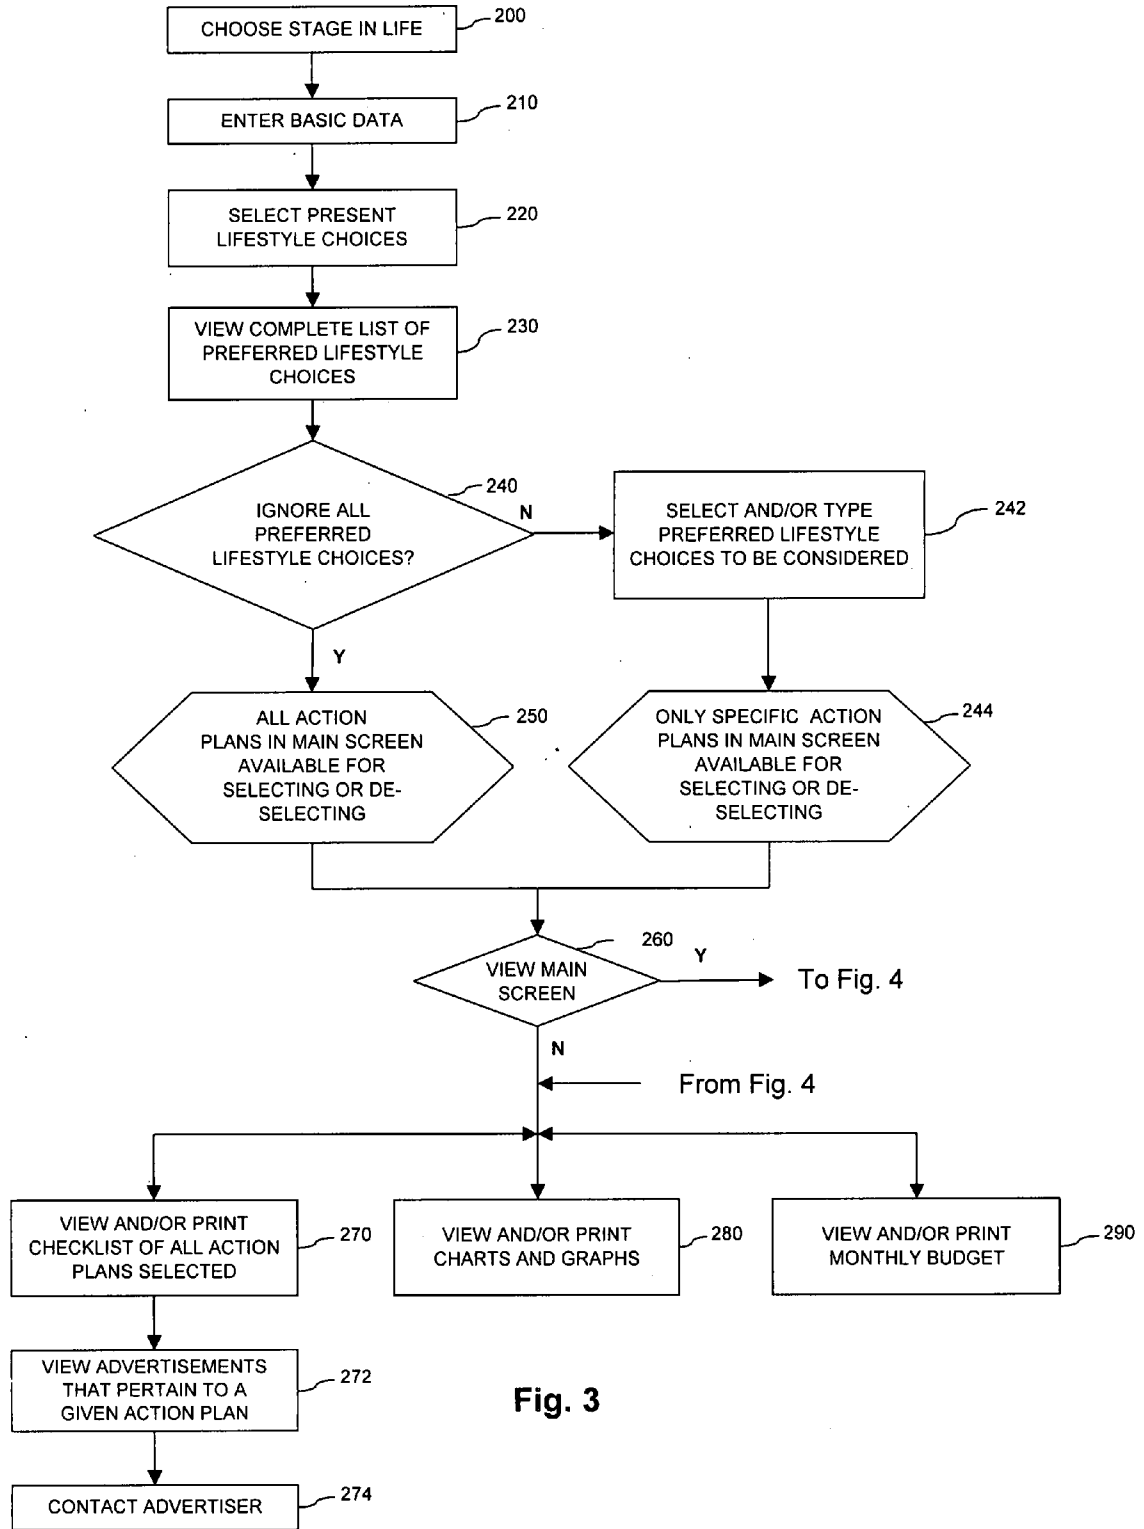 CHOOSE STAGE IN LIFE
200
ENTER BASIC DATA
210
SELECT PRESENT
LIFESTYLE CHOICES
220
VIEW COMPLETE LIST OF
PREFERRED LIFESTYLE
CHOICES
230
IGNORE ALL
PREFERRED
LIFESTYLE CHOICES?
240
N
SELECT AND/OR TYPE
PREFERRED LIFESTYLE
CHOICES TO BE CONSIDERED
242
Y
ALL ACTION
PLANS IN MAIN SCREEN
AVAILABLE FOR
SELECTING OR DE-
SELECTING
250
ONLY SPECIFIC ACTION
PLANS IN MAIN SCREEN
AVAILABLE FOR
SELECTING OR DE-
SELECTING
244
VIEW MAIN
SCREEN
260
Y
To Fig. 4
N
From Fig. 4
VIEW AND/OR PRINT
CHECKLIST OF ALL ACTION
PLANS SELECTED
270
VIEW AND/OR PRINT
CHARTS AND GRAPHS
280
VIEW AND/OR PRINT
MONTHLY BUDGET
290
VIEW ADVERTISEMENTS
THAT PERTAIN TO A
GIVEN ACTION PLAN
272
Fig. 3
CONTACT ADVERTISER
274